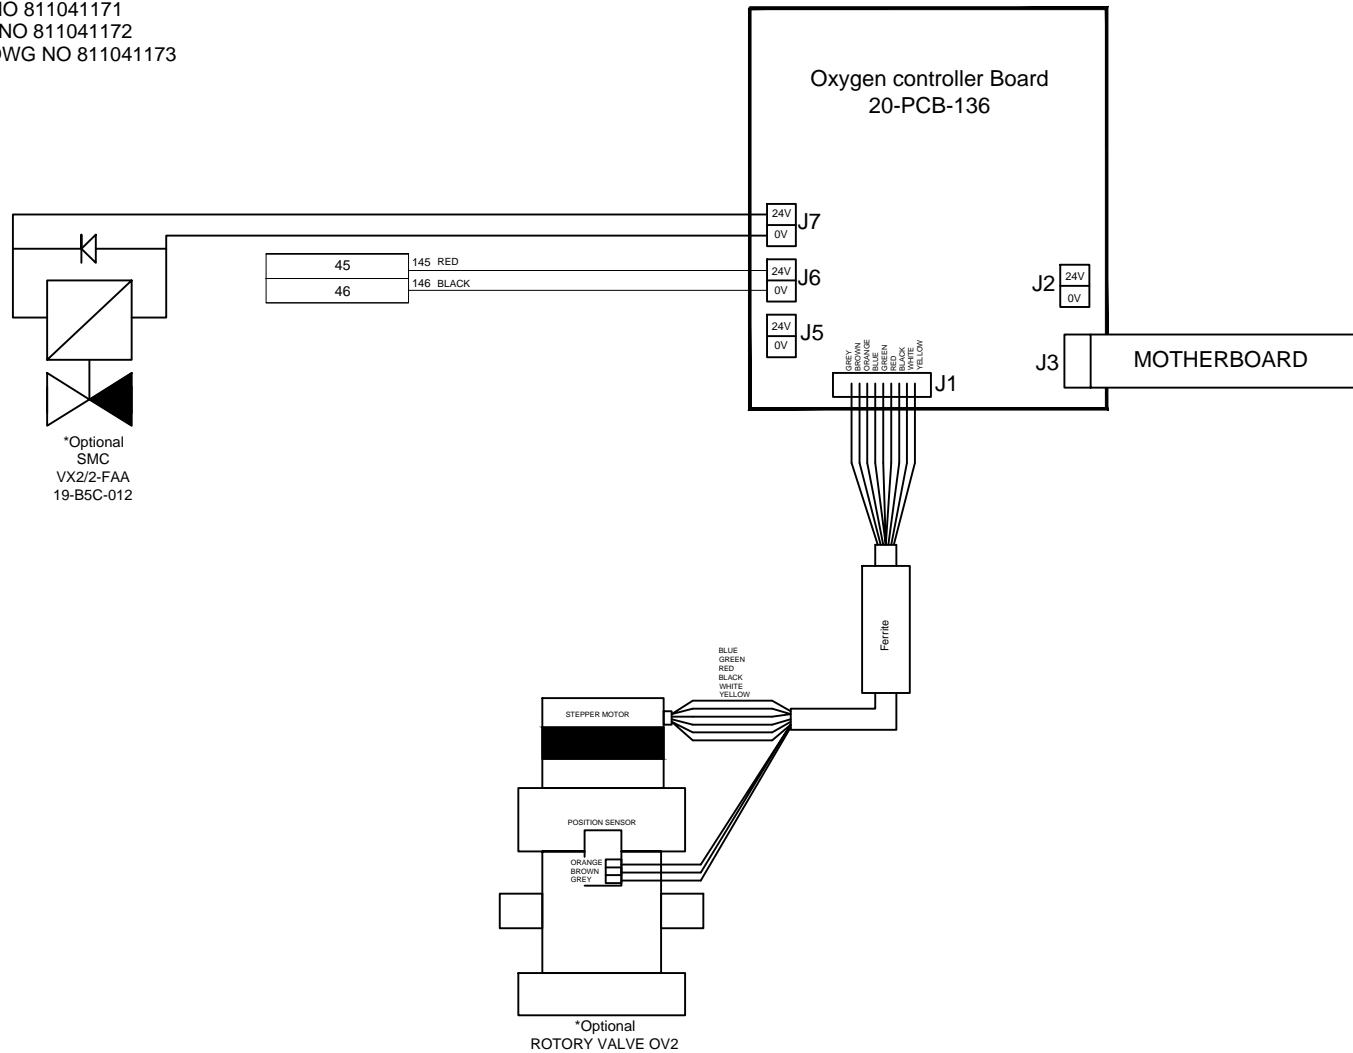 NO 811041171
NO 811041172
DWG NO 811041173
Oxygen controller Board
20-PCB-136
24V
0V
J7
45
46
145 RED
146 BLACK
24V
0V
J6
24V
0V
J5
24V
0V
J2
J3
MOTHERBOARD
GREY
BROWN
ORANGE
BLUE
GREEN
RED
BLACK
WHITE
YELLOW
J1
*Optional
SMC
VX2/2-FAA
19-B5C-012
Ferrite
BLUE
GREEN
RED
BLACK
WHITE
YELLOW
STEPPER MOTOR
POSITION SENSOR
ORANGE
BROWN
GREY
*Optional
ROTORY VALVE OV2